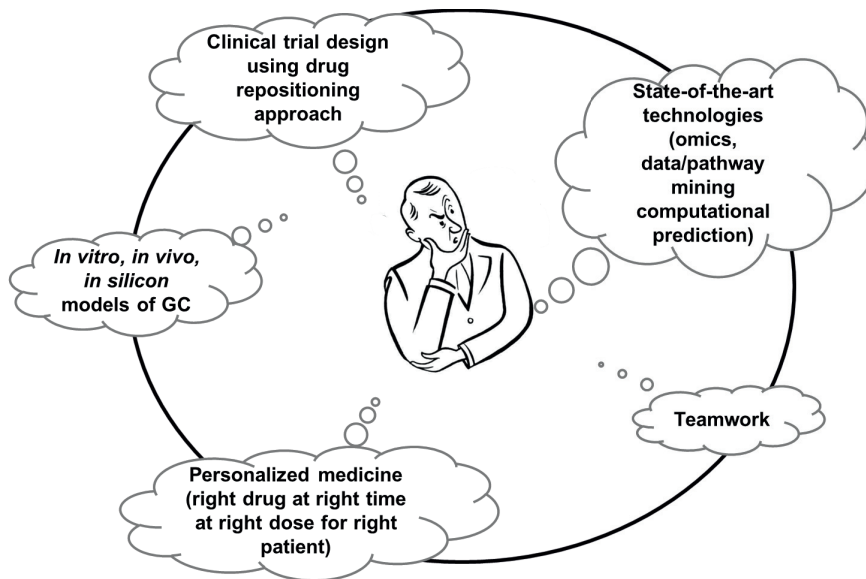 Clinical trial design
using drug
repositioning
approach
State-of-the-art
technologies
(omics,
data/pathway
mining
computational
prediction)
In vitro, in vivo,
in silicon
models of GC
Teamwork
Personalized medicine
(right drug at right time
at right dose for right
patient)